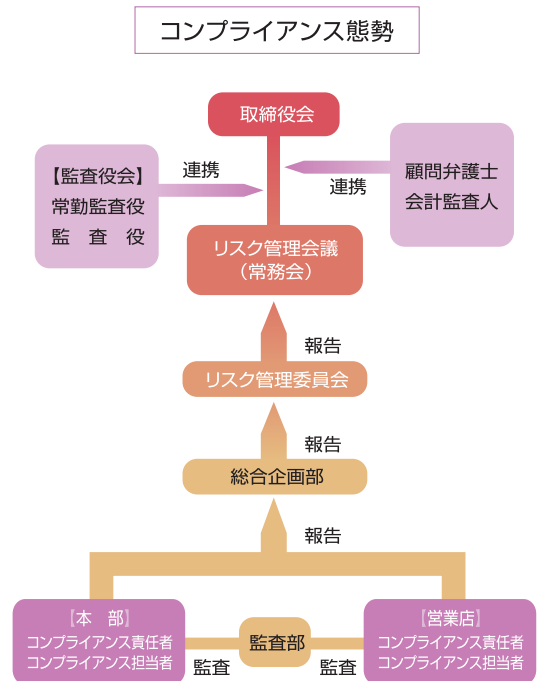 コンプライアンス態勢
取締役会
【監査役会】
常勤監査役
監　査　役
連携
連携
顧問弁護士
会計監査人
リスク管理会議
（常務会）
報告
リスク管理委員会
報告
総合企画部
報告
『本　部』
コンプライアンス責任者
コンプライアンス担当者
監査部
監査
監査
『営業店』
コンプライアンス責任者
コンプライアンス担当者